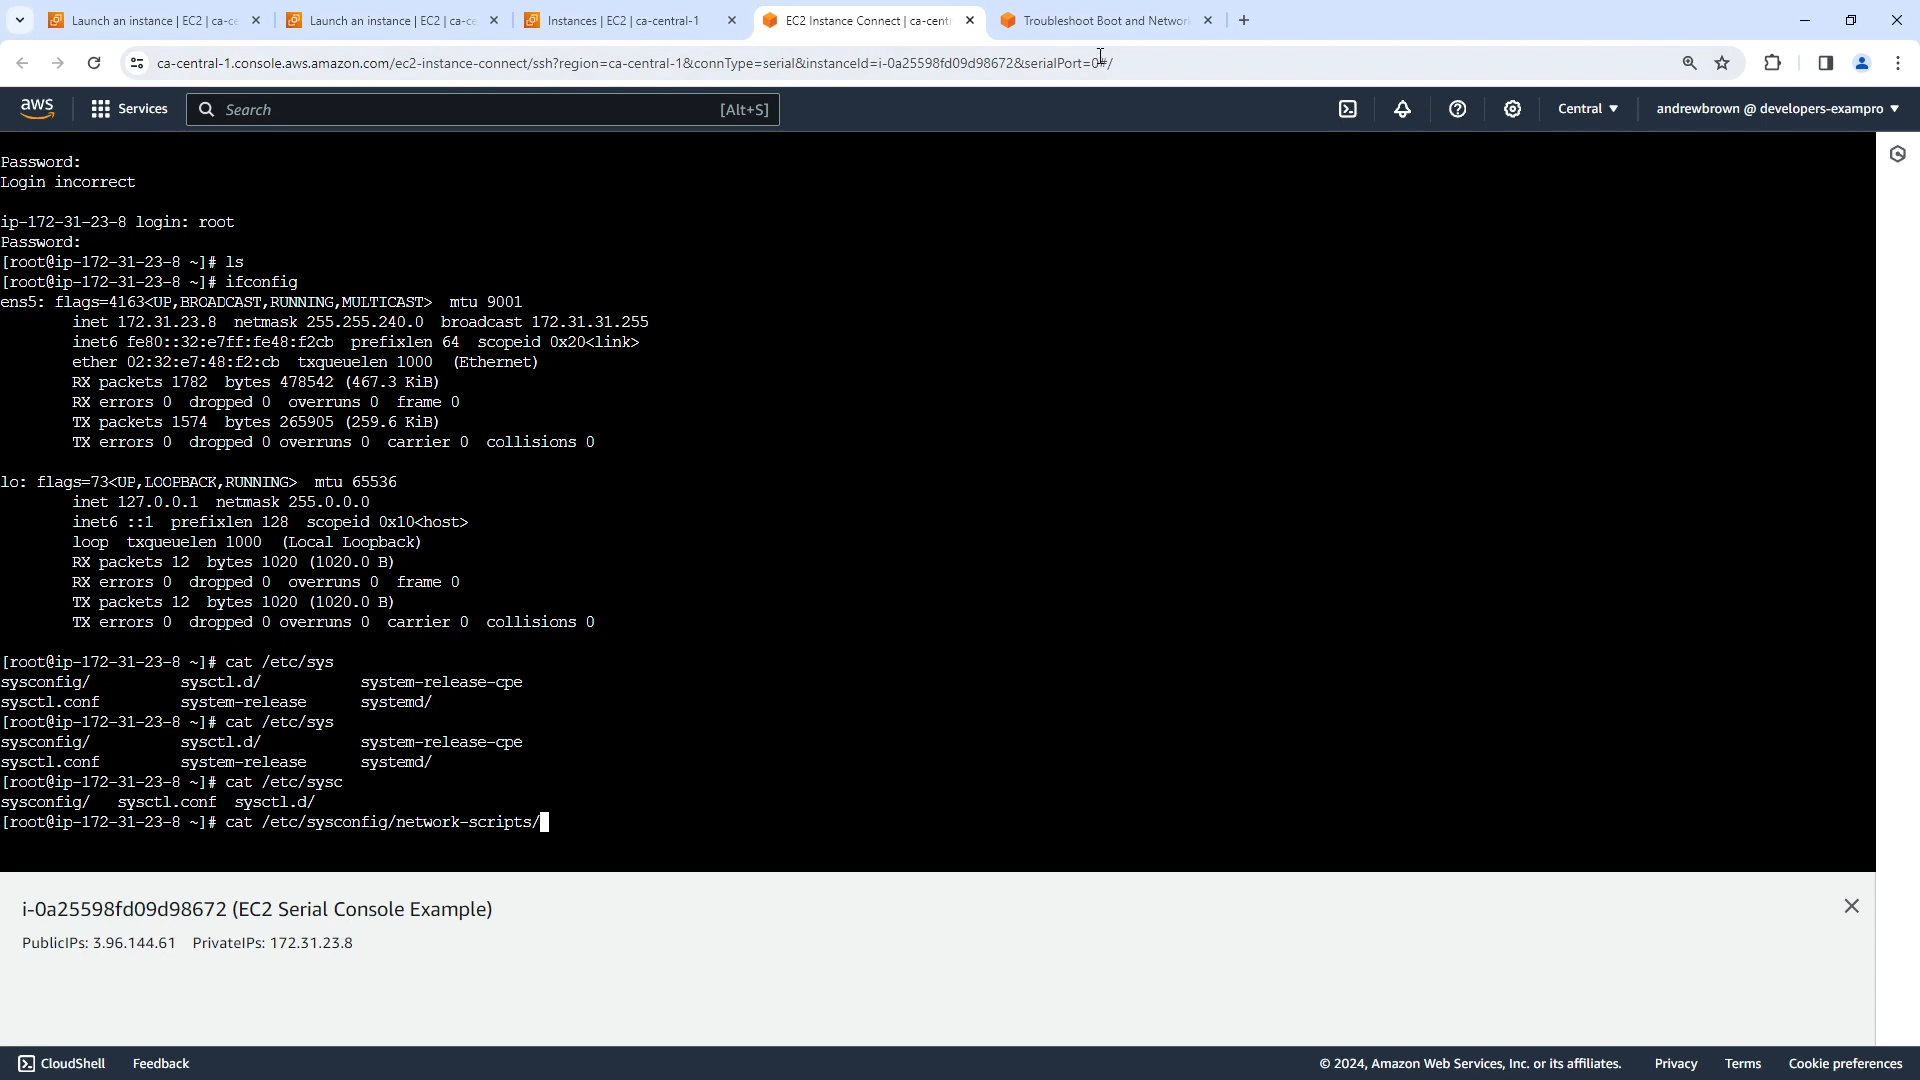 Launch an instance | EC2 | ca-ce
Launch an instance | EC2 | ca-ce
Instances | EC2 | ca-central-1
EC2 Instance Connect | ca-centr
Troubleshoot Boot and Networ
ca-central-1.console.aws.amazon.com/ec2-instance-connect/ssh?region=ca-central-1&connType=serial&instanceId=i-0a25598fd09d98672&serialPort=0#/
aws Services Search [Alt+S] Central andrewbrown @ developers-exampro
Password:
Login incorrect
ip-172-31-23-8 login: root
Password:
[root@ip-172-31-23-8 ~]# ls
[root@ip-172-31-23-8 ~]# ifconfig
ens5: flags=4163<UP,BROADCAST,RUNNING,MULTICAST>  mtu 9001
inet 172.31.23.8  netmask 255.255.240.0  broadcast 172.31.31.255
inet6 fe80::32:e7ff:fe48:f2cb  prefixlen 64  scopeid 0x20<link>
ether 02:32:e7:48:f2:cb  txqueuelen 1000  (Ethernet)
RX packets 1782  bytes 478542 (467.3 KiB)
RX errors 0  dropped 0  overruns 0  frame 0
TX packets 1574  bytes 265905 (259.6 KiB)
TX errors 0  dropped 0 overruns 0  carrier 0  collisions 0
lo: flags=73<UP,LOOPBACK,RUNNING>  mtu 65536
inet 127.0.0.1  netmask 255.0.0.0
inet6 ::1  prefixlen 128  scopeid 0x10<host>
loop  txqueuelen 1000  (Local Loopback)
RX packets 12  bytes 1020 (1020.0 B)
RX errors 0  dropped 0  overruns 0  frame 0
TX packets 12  bytes 1020 (1020.0 B)
TX errors 0  dropped 0 overruns 0  carrier 0  collisions 0
[root@ip-172-31-23-8 ~]# cat /etc/sys
sysconfig/          sysctl.d/           system-release-cpe
sysctl.conf         system-release      systemd/
[root@ip-172-31-23-8 ~]# cat /etc/sys
sysconfig/          sysctl.d/           system-release-cpe
sysctl.conf         system-release      systemd/
[root@ip-172-31-23-8 ~]# cat /etc/sysc
sysconfig/   sysctl.conf  sysctl.d/
[root@ip-172-31-23-8 ~]# cat /etc/sysconfig/network-scripts/
i-0a25598fd09d98672 (EC2 Serial Console Example)
PublicIPs: 3.96.144.61    PrivateIPs: 172.31.23.8
CloudShell Feedback © 2024, Amazon Web Services, Inc. or its affiliates. Privacy Terms Cookie preferences